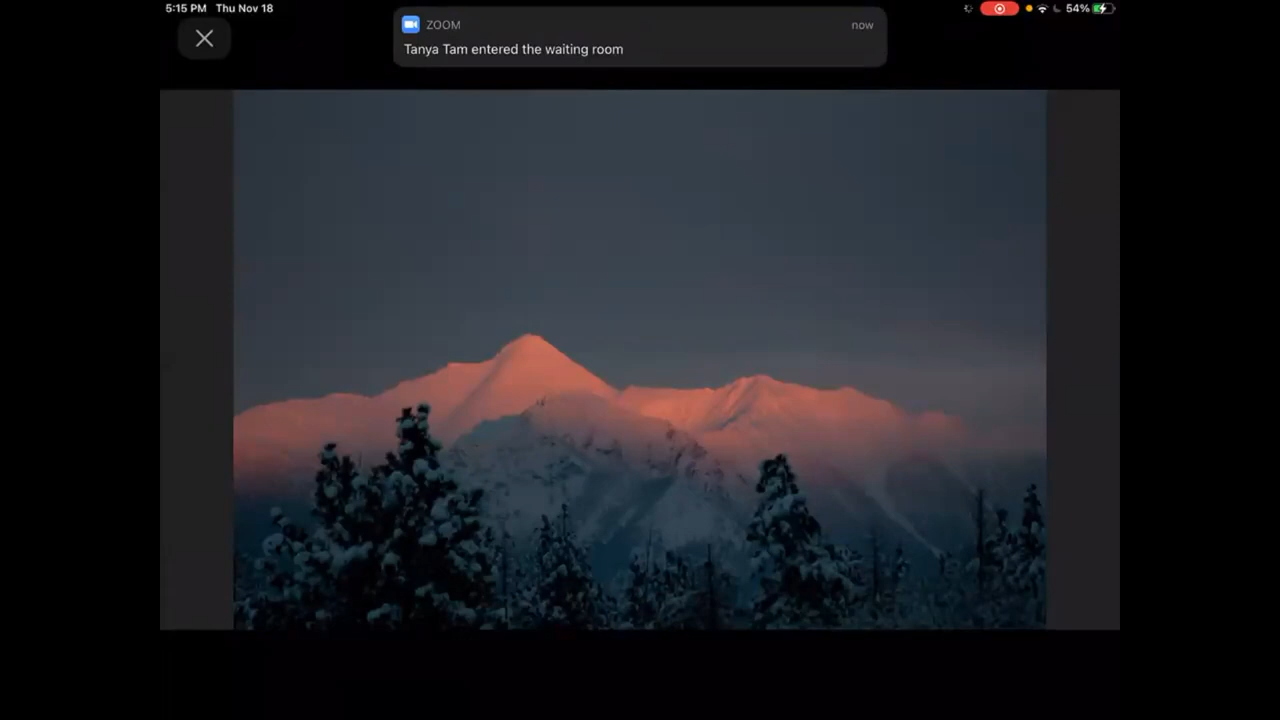 5:15 PM Thu Nov 18
54%
ZOOM
now
Tanya Tam entered the waiting room